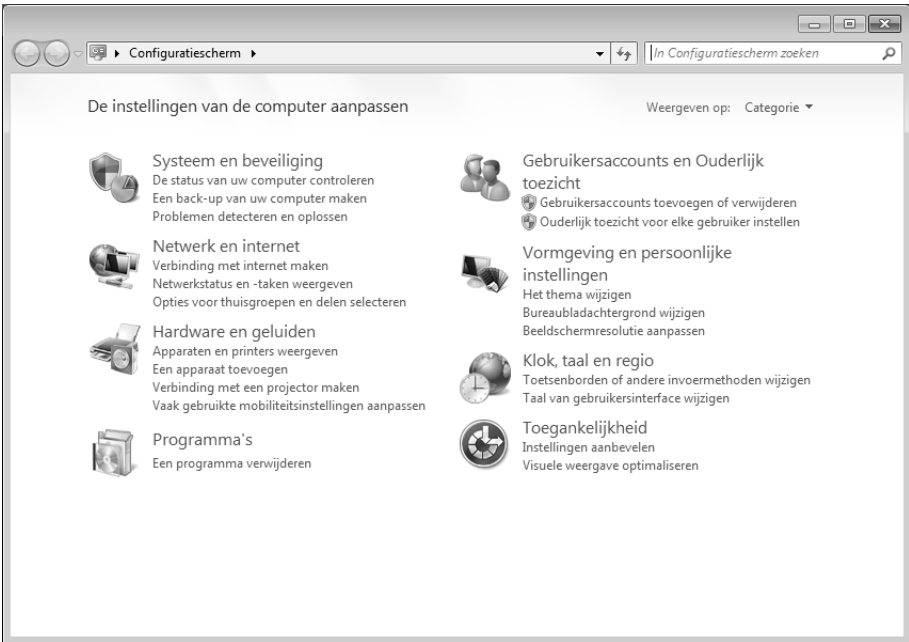 Configuratiescherm
In Configuratiescherm zoeken
De instellingen van de computer aanpassen
Weergeven op: Categorie
Systeem en beveiliging
De status van uw computer controleren
Een back-up van uw computer maken
Problemen detecteren en oplossen
Netwerk en internet
Verbinding met internet maken
Netwerkstatus en -taken weergeven
Opties voor thuisgroepen en delen selecteren
Hardware en geluiden
Apparaten en printers weergeven
Een apparaat toevoegen
Verbinding met een projector maken
Vaak gebruikte mobiliteitsinstellingen aanpassen
Programma's
Een programma verwijderen
Gebruikersaccounts en Ouderlijk
toezicht
Gebruikersaccounts toevoegen of verwijderen
Ouderlijk toezicht voor elke gebruiker instellen
Vormgeving en persoonlijke
instellingen
Het thema wijzigen
Bureaubladachtergrond wijzigen
Beeldschermresolutie aanpassen
Klok, taal en regio
Toetsenborden of andere invoermethoden wijzigen
Taal van gebruikersinterface wijzigen
Toegankelijkheid
Instellingen aanbevelen
Visuele weergave optimaliseren